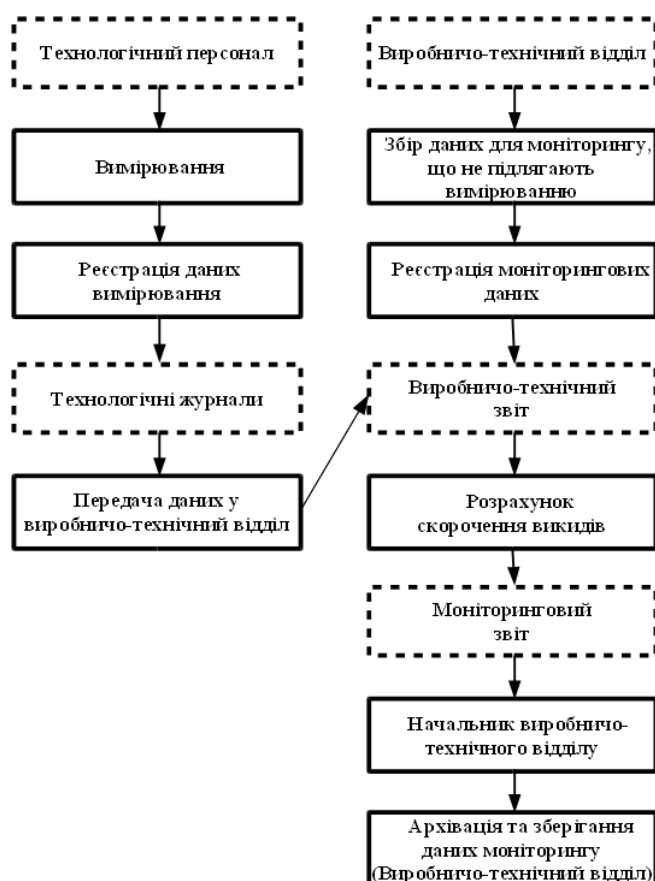 Технологічний персонал
Вимірювання
Реєстрація даних
вимірювання
Технологічні журнали
Передача даних у
виробничо-технічний відділ
Виробничо-технічний відділ
Збір даних для моніторингу,
що не підлягають
вимірюванню
Реєстрація моніторингових
даних
Виробничо-технічний
звіт
Розрахунок
скорочення викидів
Моніторинговий
звіт
Начальник виробничо-
технічного відділу
Архівація та зберігання
даних моніторингу
(Виробничо-технічний відділ)